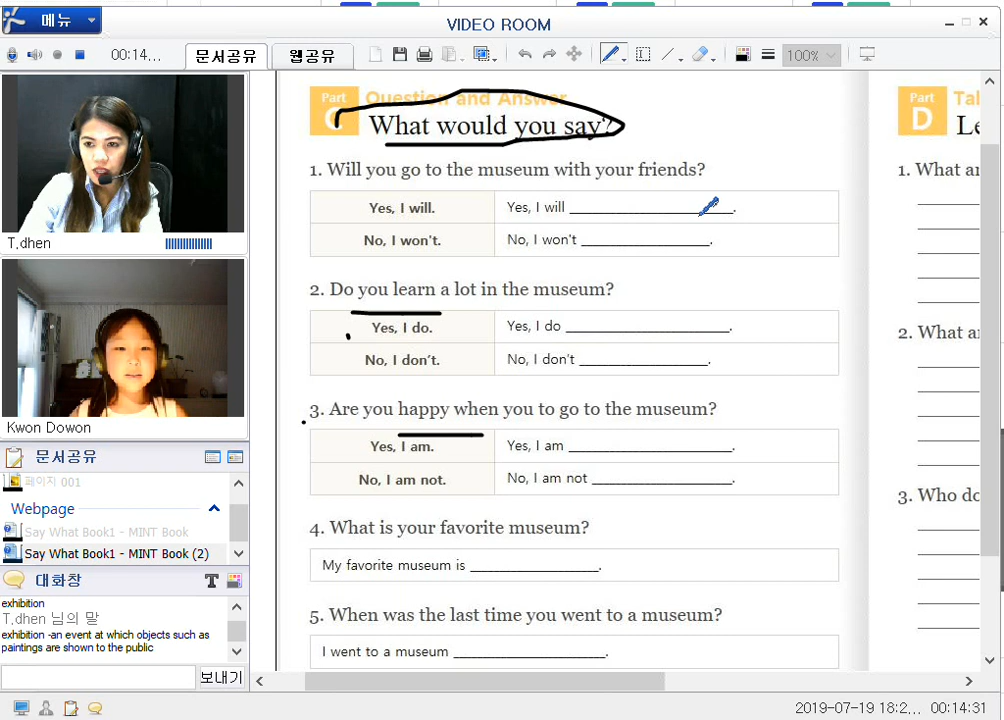 메뉴
VIDEO ROOM
00:14...
문서공유
웹공유
100%
T.dhen
Kwon Dowon
문서공유
페이지 001
Webpage
Say What Book1 - MINT Book
Say What Book1 - MINT Book (2)
대화창
exhibition
T.dhen 님의 말
exhibition -an event at which objects such as
paintings are shown to the public
보내기
Part
C
Question and Answer
What would you say?
1. Will you go to the museum with your friends?
Yes, I will. Yes, I will ____________________.
No, I won't. No, I won't ________________.
2. Do you learn a lot in the museum?
Yes, I do. Yes, I do ____________________.
No, I don't. No, I don't ________________.
3. Are you happy when you to go to the museum?
Yes, I am. Yes, I am ____________________.
No, I am not. No, I am not _________________.
4. What is your favorite museum?
My favorite museum is ________________.
5. When was the last time you went to a museum?
I went to a museum ___________________.
Part
D
Tal
Le
1. What ar
2. What ar
3. Who do
2019-07-19 18:2... 00:14:31